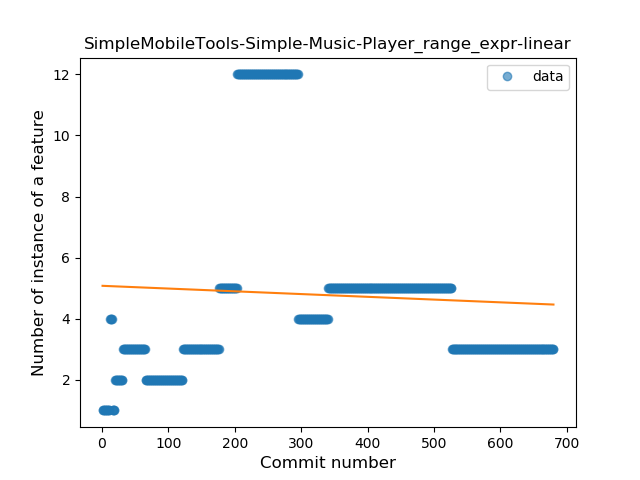 SimpleMobileTools-Simple-Music-Player_range_expr-linear
data
12
10
8
6
4
2
Number of instance of a feature
0 100 200 300 400 500 600 700
Commit number